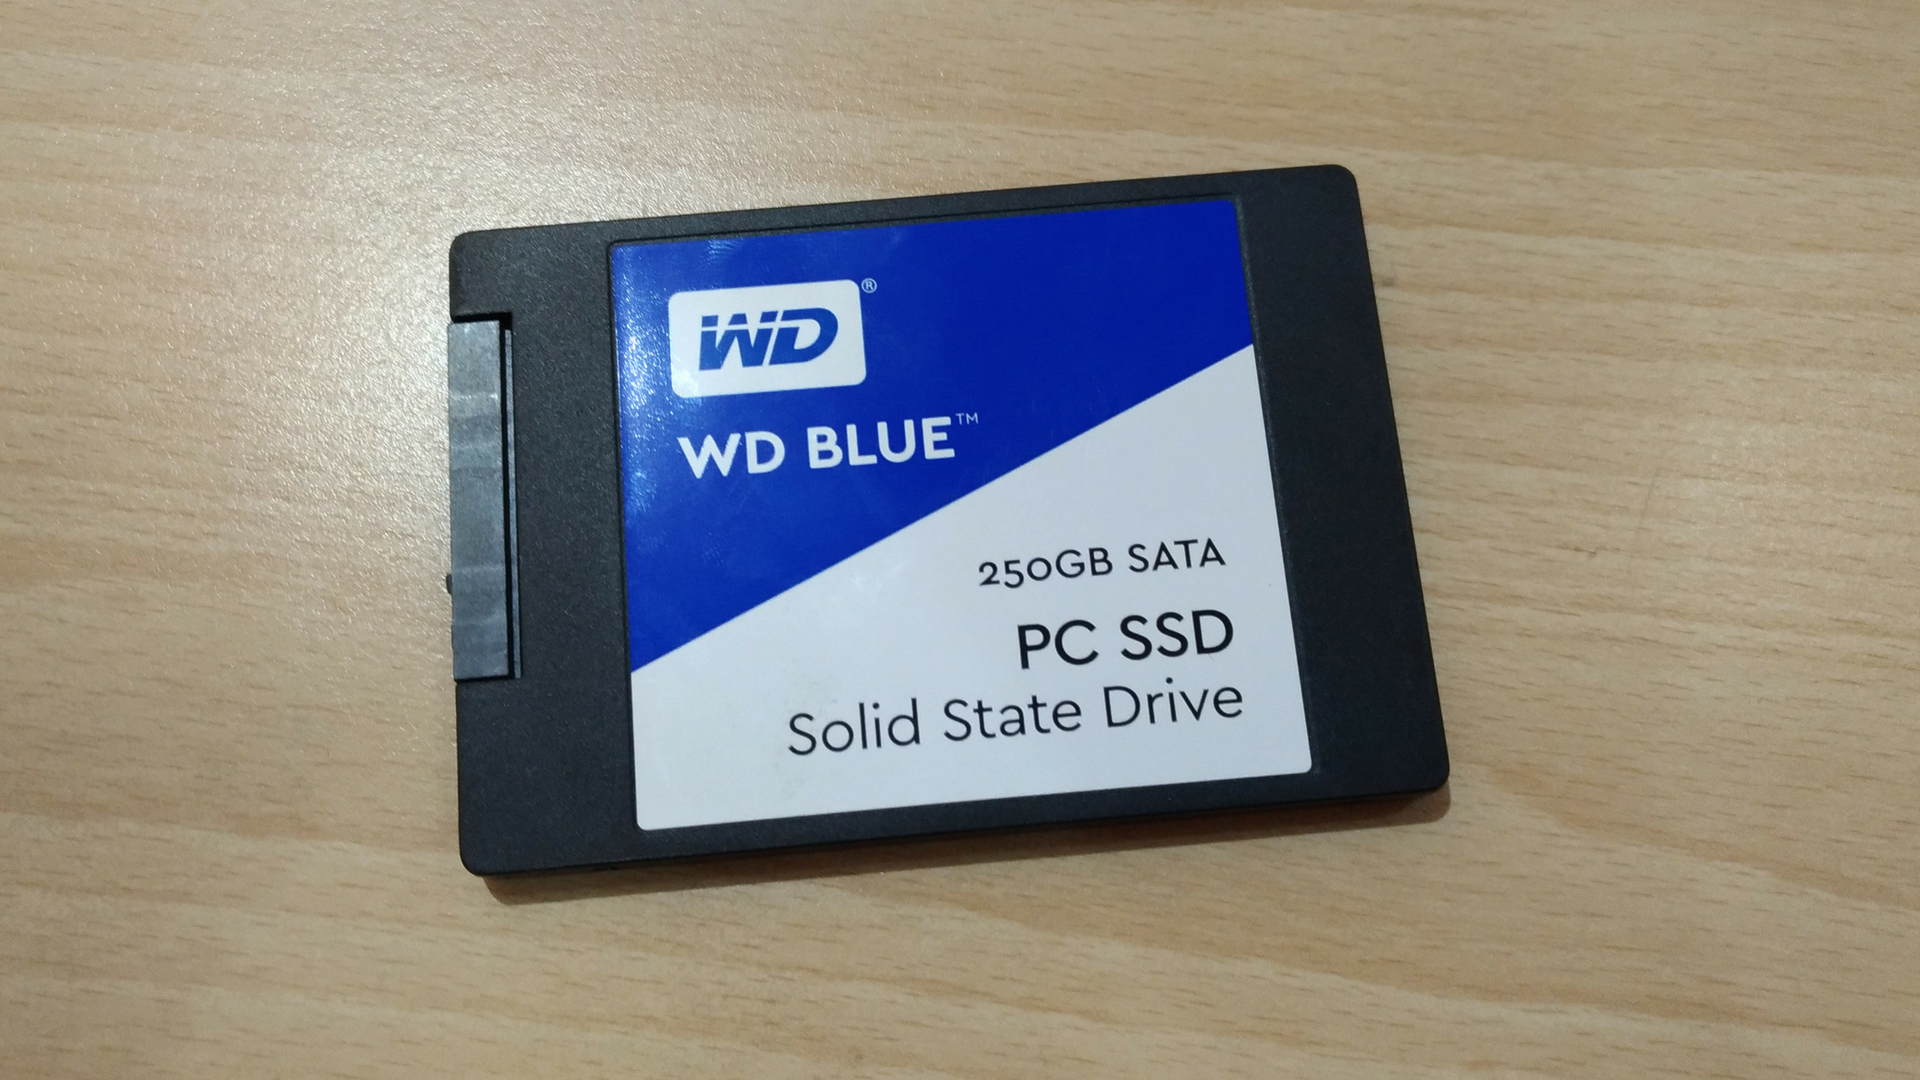 WD®
WD BLUE™
250GB SATA
PC SSD
Solid State Drive